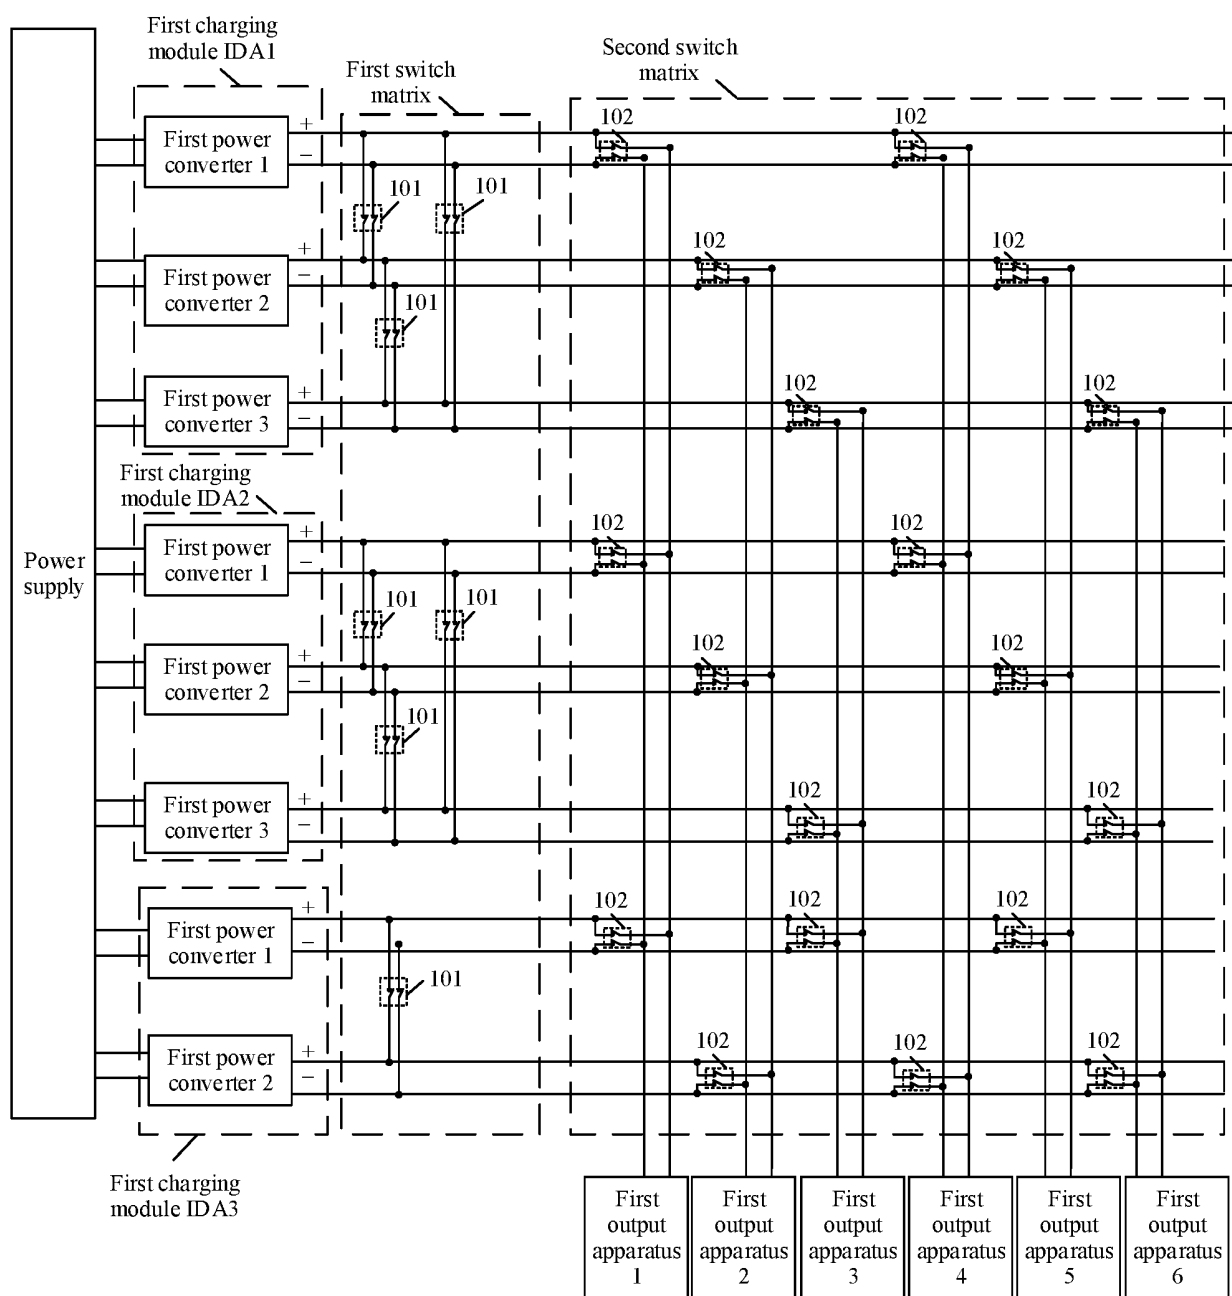 First charging
module IDA1
Second switch
matrix
First switch
matrix
First power
converter 1
+
−
102
102
101
101
First power
converter 2
+
−
102
102
101
First power
converter 3
+
−
102
102
First charging
module IDA2
Power
supply
First power
converter 1
+
−
102
102
101
101
First power
converter 2
+
−
102
102
101
First power
converter 3
+
−
102
102
First power
converter 1
+
−
102
102
102
101
First power
converter 2
+
−
102
102
102
First charging
module IDA3
First
output
apparatus
1
First
output
apparatus
2
First
output
apparatus
3
First
output
apparatus
4
First
output
apparatus
5
First
output
apparatus
6